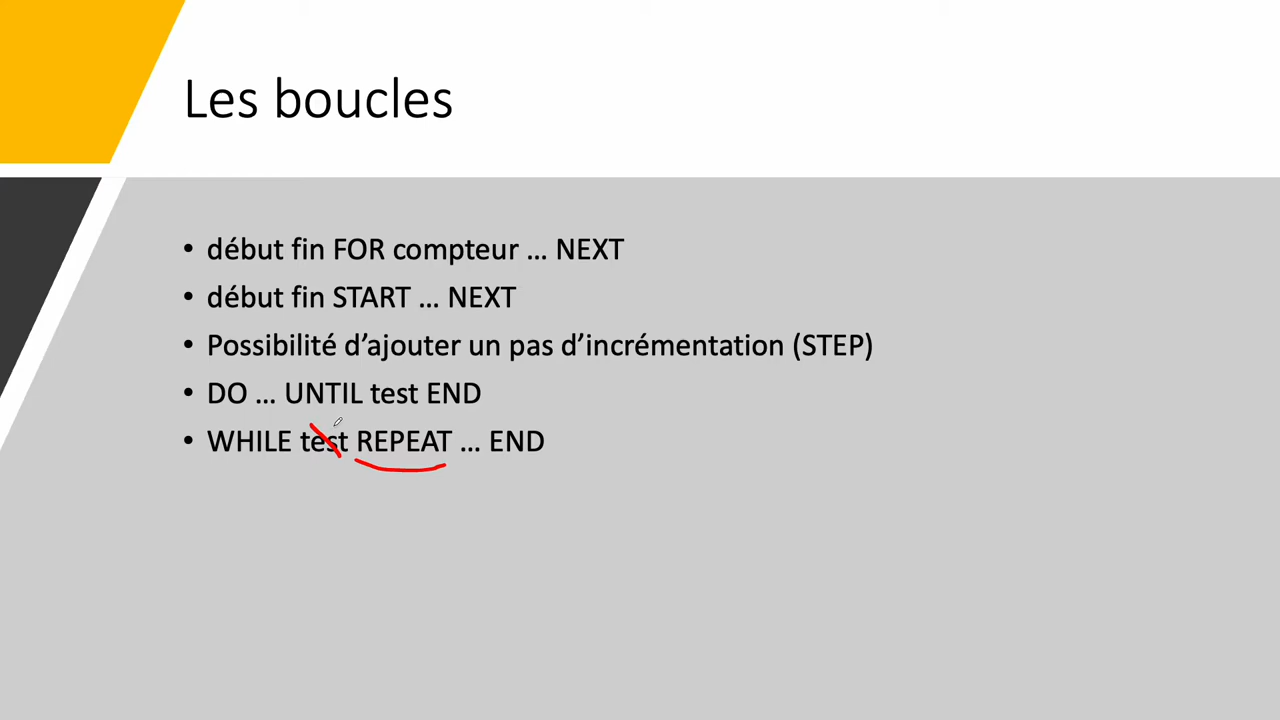 Les boucles
• début fin FOR compteur … NEXT
• début fin START … NEXT
• Possibilité d’ajouter un pas d’incrémentation (STEP)
• DO … UNTIL test END
• WHILE test REPEAT … END